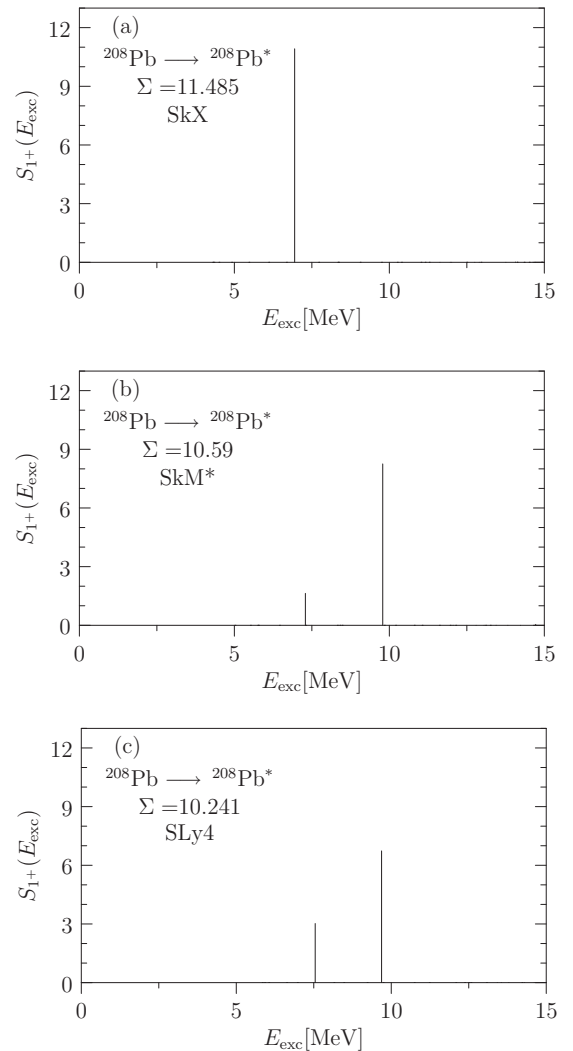 (a)
²⁰⁸Pb ⟶ ²⁰⁸Pb*
Σ =11.485
SkX
S₁₊(E_exc)
12
9
6
3
0
0 5 10 15
E_exc[MeV]
(b)
²⁰⁸Pb ⟶ ²⁰⁸Pb*
Σ =10.59
SkM*
S₁₊(E_exc)
12
9
6
3
0
0 5 10 15
E_exc[MeV]
(c)
²⁰⁸Pb ⟶ ²⁰⁸Pb*
Σ =10.241
SLy4
S₁₊(E_exc)
12
9
6
3
0
0 5 10 15
E_exc[MeV]